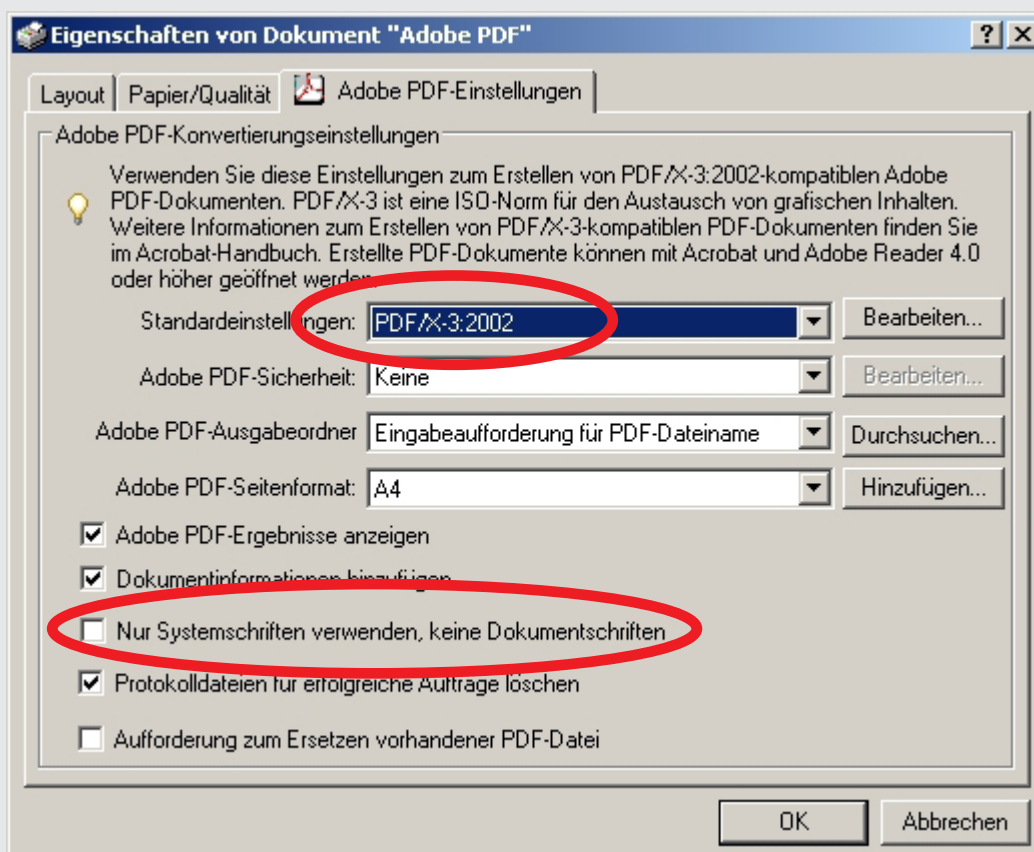 Eigenschaften von Dokument "Adobe PDF"
Layout Papier/Qualität Adobe PDF-Einstellungen
Adobe PDF-Konvertierungseinstellungen
Verwenden Sie diese Einstellungen zum Erstellen von PDF/X-3:2002-kompatiblen Adobe
PDF-Dokumenten. PDF/X-3 ist eine ISO-Norm für den Austausch von grafischen Inhalten.
Weitere Informationen zum Erstellen von PDF/X-3-kompatiblen PDF-Dokumenten finden Sie
im Acrobat-Handbuch. Erstellte PDF-Dokumente können mit Acrobat und Adobe Reader 4.0
oder höher geöffnet werden.
Standardeinstellungen: PDF/X-3:2002 Bearbeiten...
Adobe PDF-Sicherheit: Keine Bearbeiten...
Adobe PDF-Ausgabeordner Eingabeaufforderung für PDF-Dateiname Durchsuchen...
Adobe PDF-Seitenformat: A4 Hinzufügen...
Adobe PDF-Ergebnisse anzeigen
Dokumentinformationen hinzufügen
Nur Systemschriften verwenden, keine Dokumentschriften
Protokolldateien für erfolgreiche Aufträge löschen
Aufforderung zum Ersetzen vorhandener PDF-Datei
OK Abbrechen